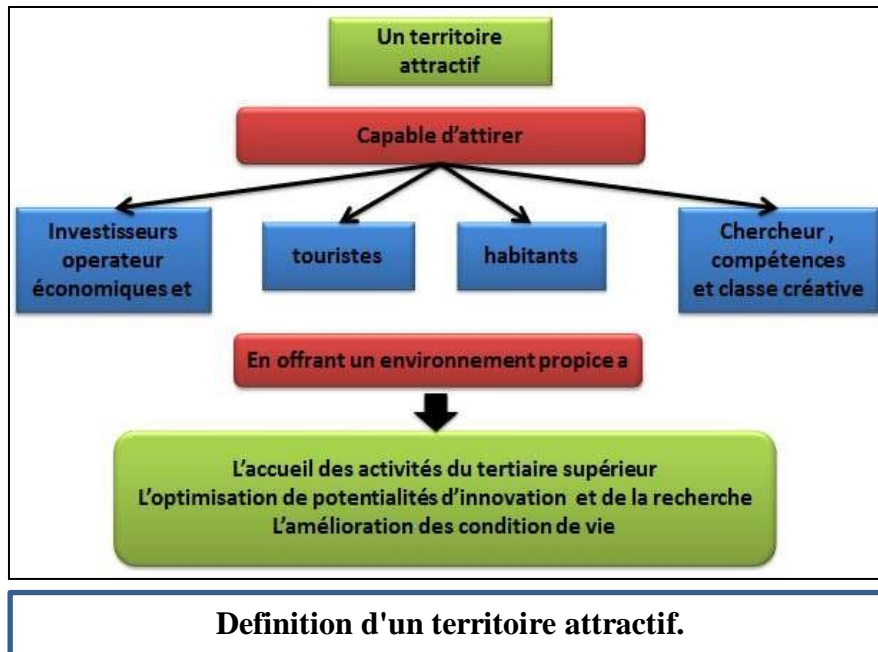 Un territoire
attractif
Capable d'attirer
Investisseurs
operateur
économiques et
touristes
habitants
Chercheur ,
compétences
et classe créative
En offrant un environnement propice a
L'accueil des activités du tertiaire supérieur
L'optimisation de potentialités d'innovation et de la recherche
L'amélioration des condition de vie
Definition d'un territoire attractif.